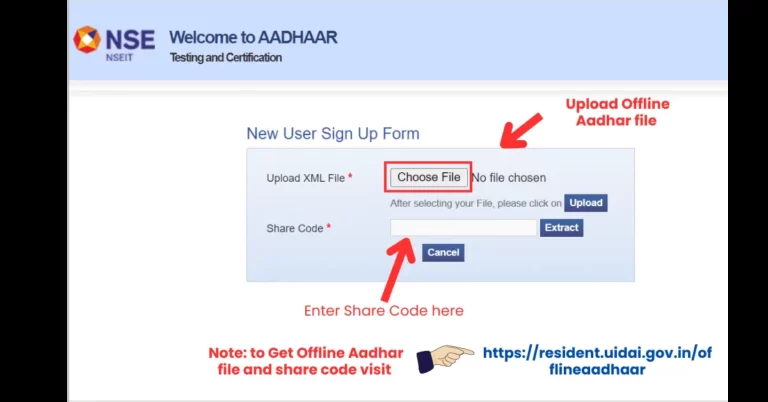 NSE
NSEIT
Welcome to AADHAAR
Testing and Certification
Upload Offline
Aadhar file
New User Sign Up Form
Upload XML File * Choose File No file chosen
After selecting your File, please click on Upload
Share Code * Extract
Cancel
Enter Share Code here
Note: to Get Offline Aadhar
file and share code visit
https://resident.uidai.gov.in/of
flineaadhaar